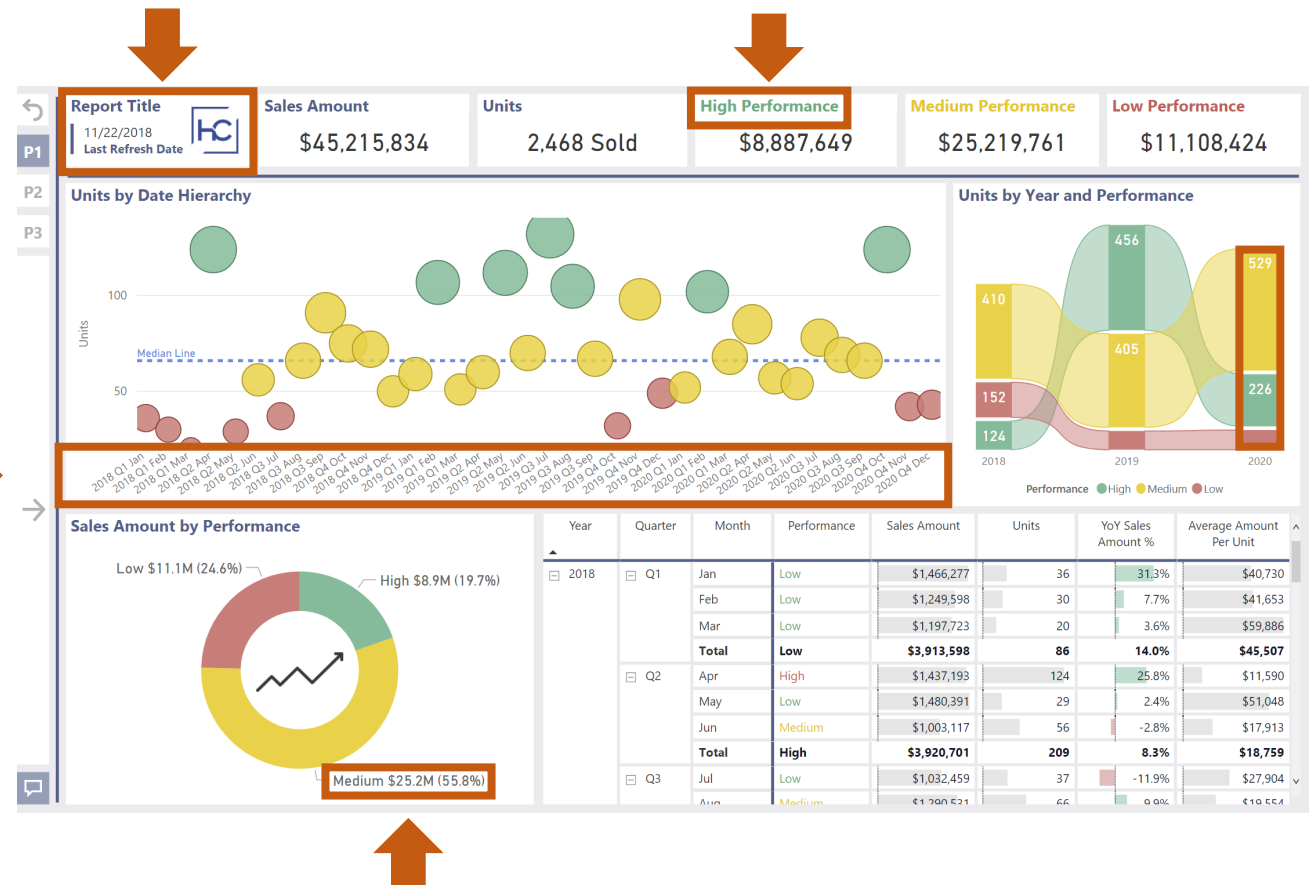 Report Title
11/22/2018
Last Refresh Date
HC
Sales Amount
$45,215,834
Units
2,468 Sold
High Performance
$8,887,649
Medium Performance
$25,219,761
Low Performance
$11,108,424
P1
P2
P3
Units by Date Hierarchy
100
50
Units
Median Line
2018 Q1 Jan
2018 Q1 Feb
2018 Q1 Mar
2018 Q2 Apr
2018 Q2 May
2018 Q2 Jun
2018 Q3 Jul
2018 Q3 Aug
2018 Q3 Sep
2018 Q4 Oct
2018 Q4 Nov
2018 Q4 Dec
2019 Q1 Jan
2019 Q1 Feb
2019 Q1 Mar
2019 Q2 Apr
2019 Q2 May
2019 Q2 Jun
2019 Q3 Jul
2019 Q3 Aug
2019 Q3 Sep
2019 Q4 Oct
2019 Q4 Nov
2019 Q4 Dec
2020 Q1 Jan
2020 Q1 Feb
2020 Q1 Mar
2020 Q2 Apr
2020 Q2 May
2020 Q2 Jun
2020 Q3 Jul
2020 Q3 Aug
2020 Q3 Sep
2020 Q4 Oct
2020 Q4 Nov
2020 Q4 Dec
Units by Year and Performance
410
152
124
456
405
529
226
2018 2019 2020
Performance High Medium Low
Sales Amount by Performance
Low $11.1M (24.6%)
High $8.9M (19.7%)
Medium $25.2M (55.8%)
Year Quarter Month Performance Sales Amount Units YoY Sales Amount % Average Amount Per Unit
2018 Q1 Jan Low $1,466,277 36 31.3% $40,730
Feb Low $1,249,598 30 7.7% $41,653
Mar Low $1,197,723 20 3.6% $59,886
Total Low $3,913,598 86 14.0% $45,507
Q2 Apr High $1,437,193 124 25.8% $11,590
May Low $1,480,391 29 2.4% $51,048
Jun Medium $1,003,117 56 -2.8% $17,913
Total High $3,920,701 209 8.3% $18,759
Q3 Jul Low $1,032,459 37 -11.9% $27,904
Aug Medium $1,290,531 66 9.9% $19,554